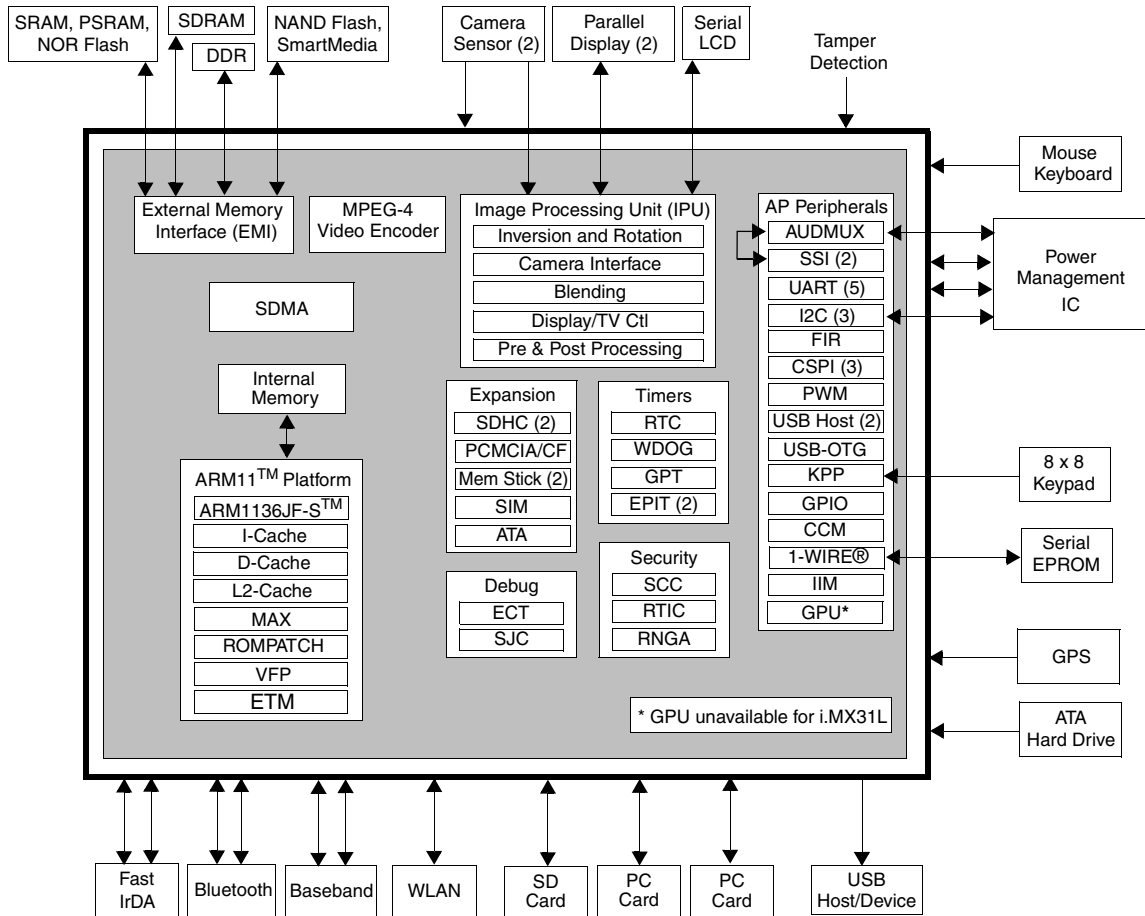 SRAM, PSRAM,
NOR Flash
SDRAM
DDR
NAND Flash,
SmartMedia
Camera
Sensor (2)
Parallel
Display (2)
Serial
LCD
Tamper
Detection
External Memory
Interface (EMI)
MPEG-4
Video Encoder
SDMA
Internal
Memory
ARM11TM Platform
ARM1136JF-STM
I-Cache
D-Cache
L2-Cache
MAX
ROMPATCH
VFP
ETM
Image Processing Unit (IPU)
Inversion and Rotation
Camera Interface
Blending
Display/TV Ctl
Pre & Post Processing
Expansion
SDHC (2)
PCMCIA/CF
Mem Stick (2)
SIM
ATA
Debug
ECT
SJC
Timers
RTC
WDOG
GPT
EPIT (2)
Security
SCC
RTIC
RNGA
AP Peripherals
AUDMUX
SSI (2)
UART (5)
I2C (3)
FIR
CSPI (3)
PWM
USB Host (2)
USB-OTG
KPP
GPIO
CCM
1-WIRE®
IIM
GPU*
* GPU unavailable for i.MX31L
Mouse
Keyboard
Power
Management
IC
8 x 8
Keypad
Serial
EPROM
GPS
ATA
Hard Drive
Fast
IrDA
Bluetooth
Baseband
WLAN
SD
Card
PC
Card
PC
Card
USB
Host/Device